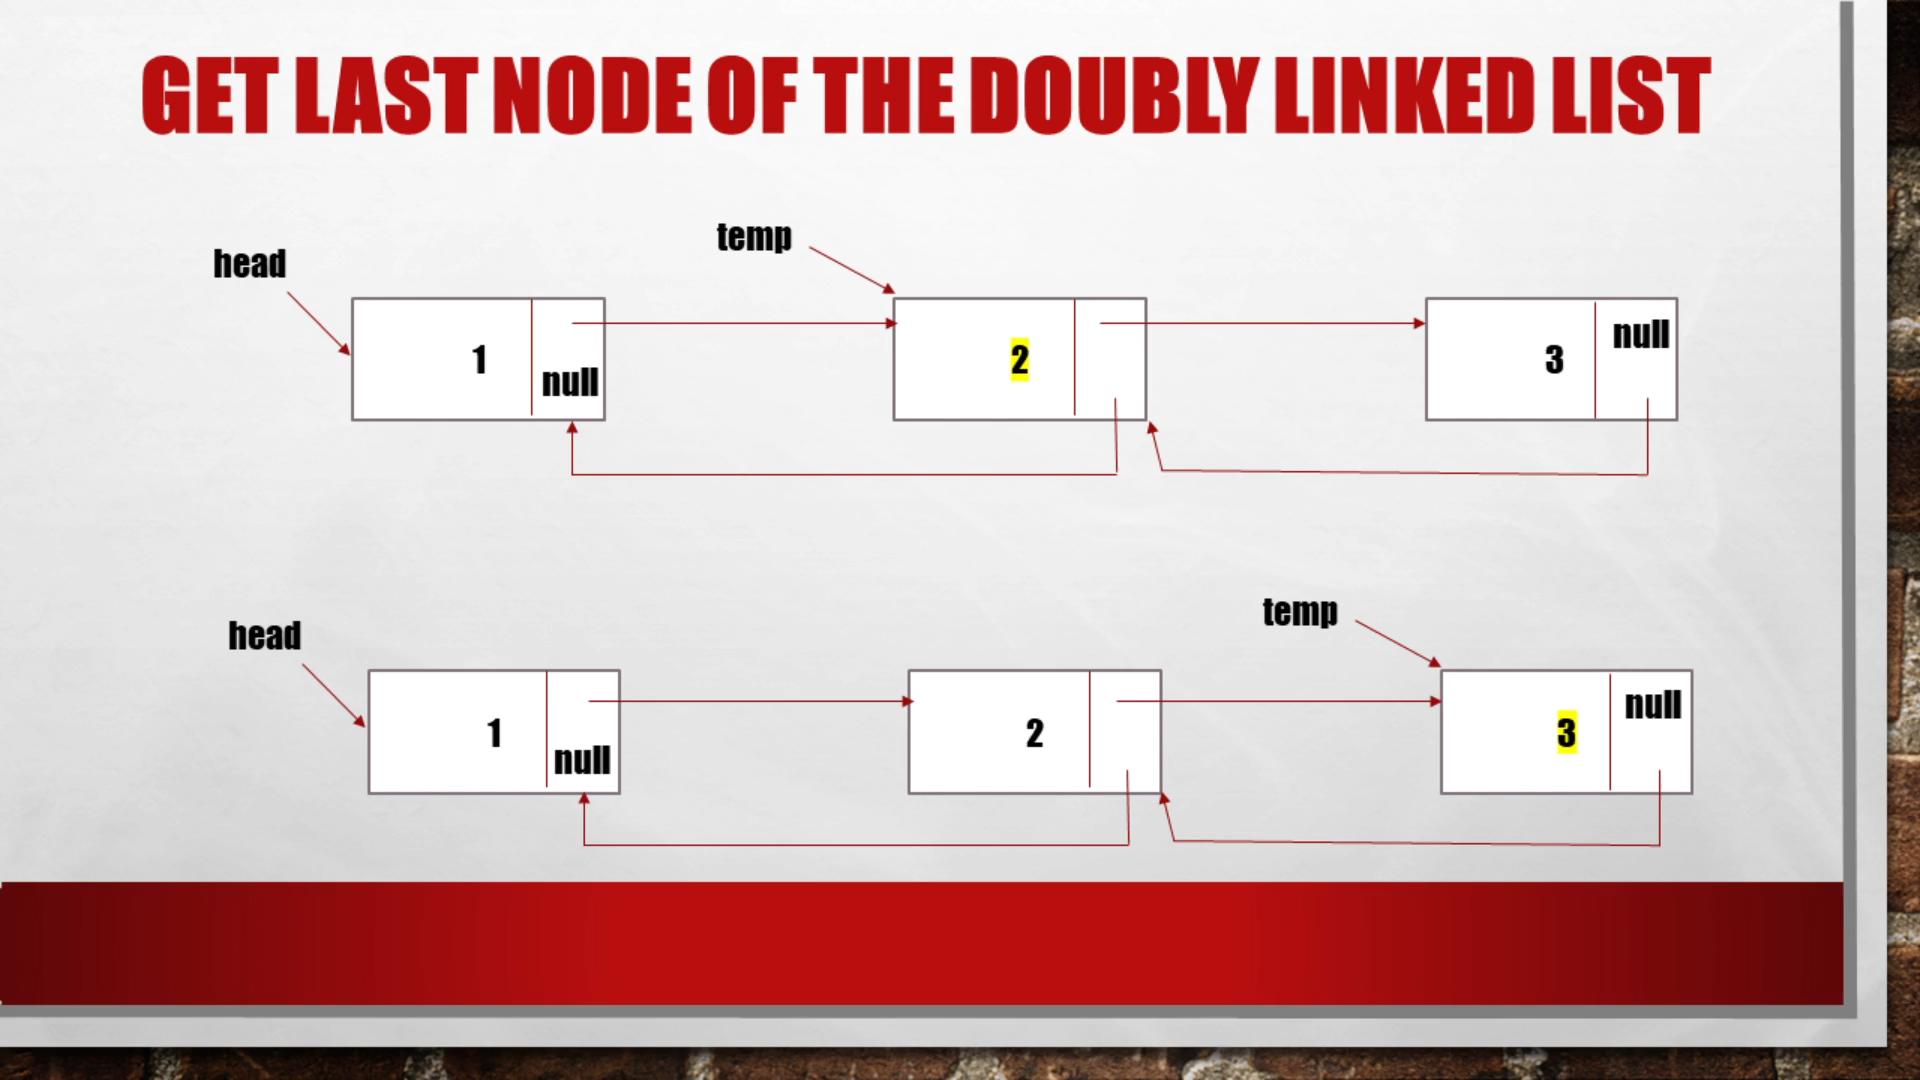 GET LAST NODE OF THE DOUBLY LINKED LIST
temp
head
1
null
2
3
null
temp
head
1
null
2
3
null